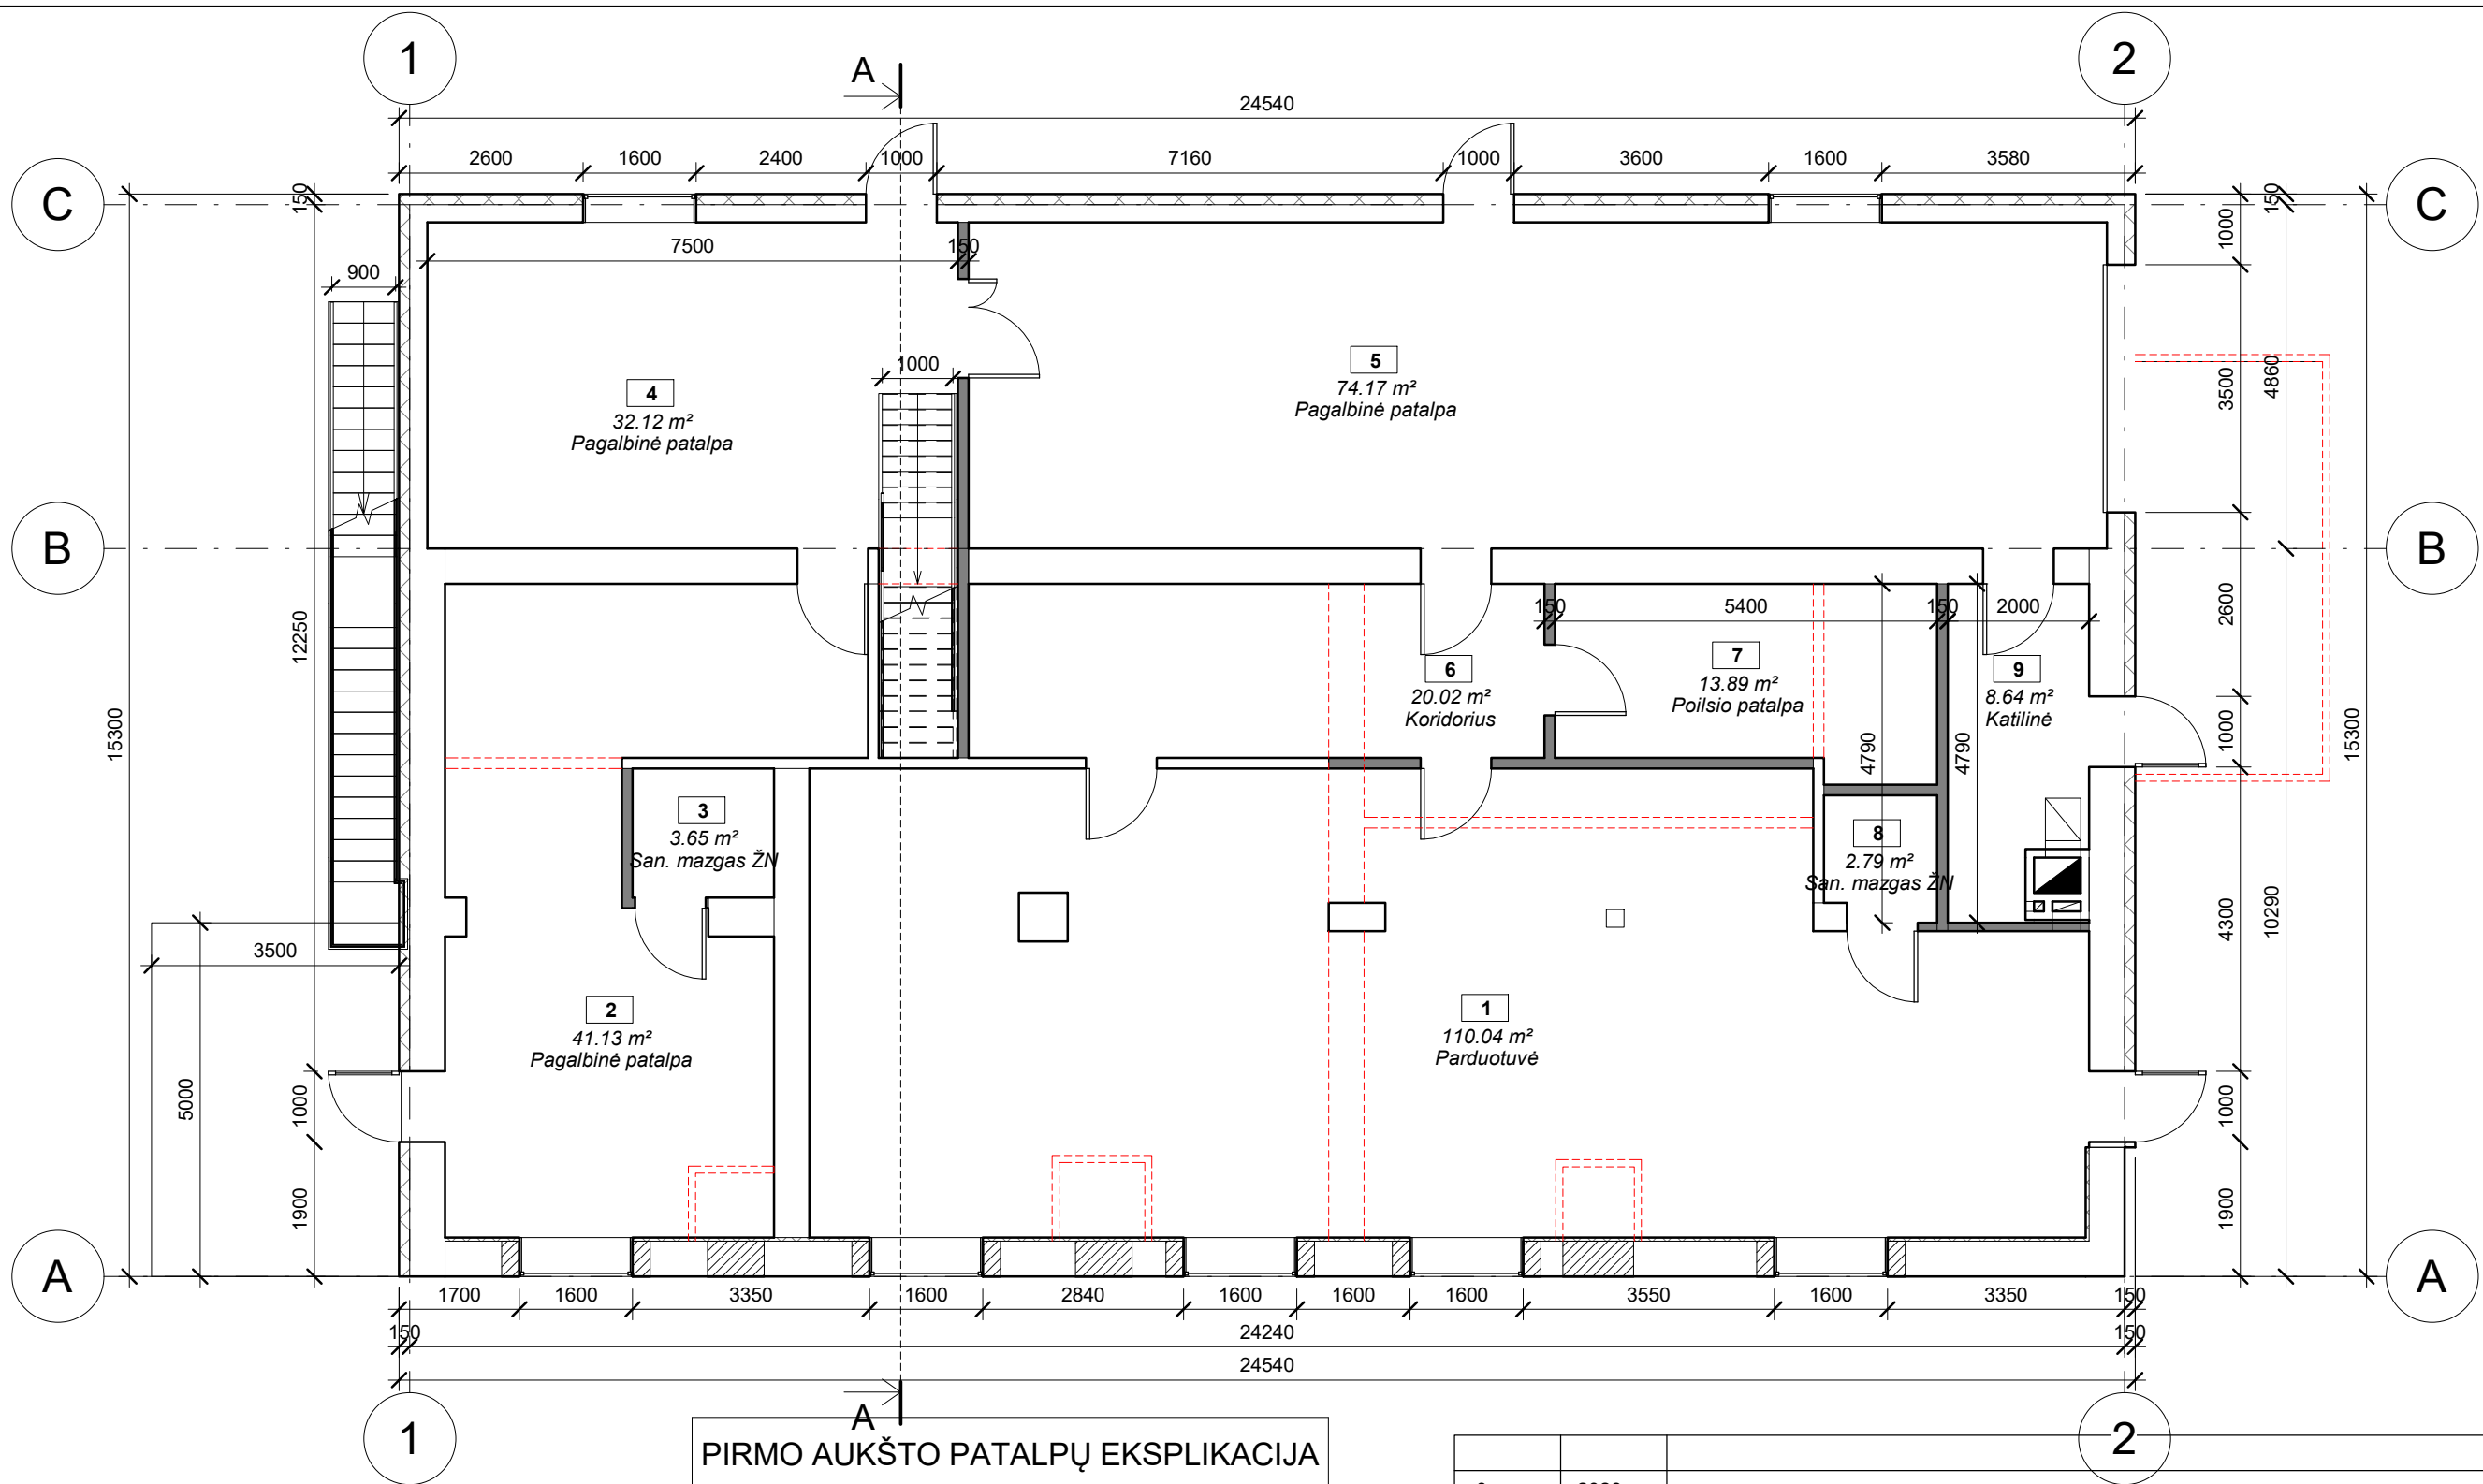 1
2
A
24540
2600 1600 2400 1000 7160 1000 3600 1600 3580
C
C
150
150
1000
7500 150
900
1000
4
32.12 m²
Pagalbinė patalpa
5
74.17 m²
Pagalbinė patalpa
3500
4860
B
B
12250
15300
150 5400 150 2000
2600
6
20.02 m²
Koridorius
7
13.89 m²
Poilsio patalpa
9
8.64 m²
Katilinė
4790
4790
1000
15300
3
3.65 m²
San. mazgas ŽN
8
2.79 m²
San. mazgas ŽN
4300
10290
3500
5000
2
41.13 m²
Pagalbinė patalpa
1
110.04 m²
Parduotuvė
1000
1000
1900
1900
A
A
1700 1600 3350 1600 2840 1600 1600 1600 3550 1600 3350 150
150 24240 150
24540
A
1
2
PIRMO AUKŠTO PATALPŲ EKSPLIKACIJA